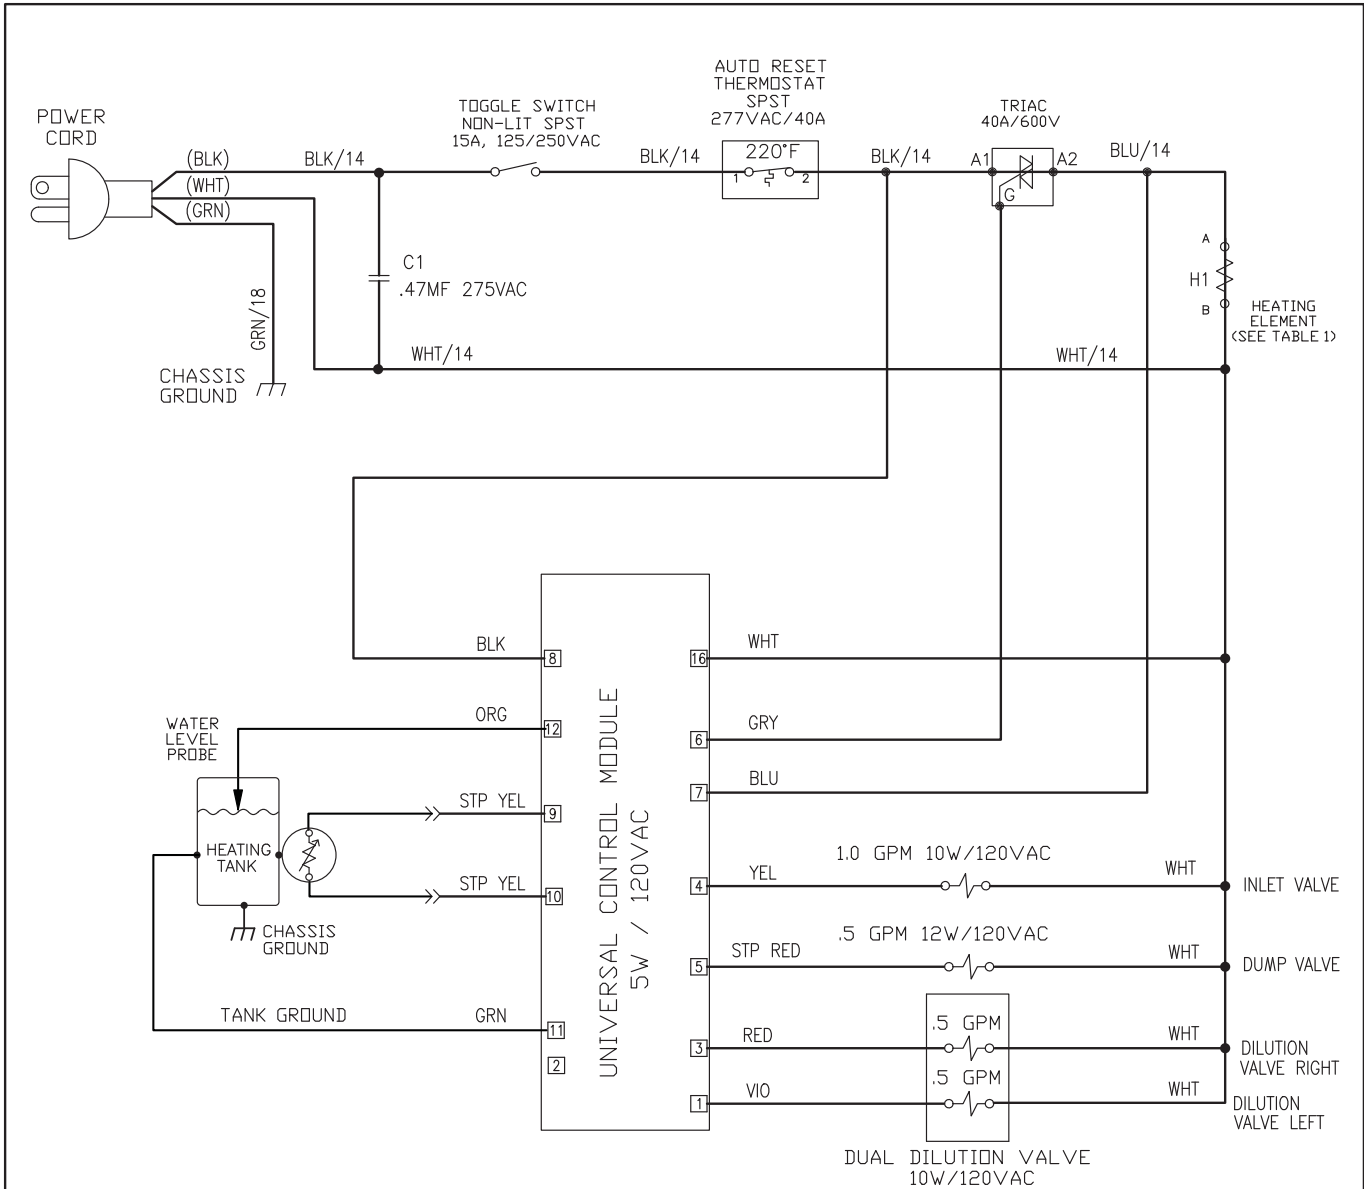 POWER
CORD
(BLK)
(WHT)
(GRN)
BLK/14
TOGGLE SWITCH
NON-LIT SPST
15A, 125/250VAC
BLK/14
AUTO RESET
THERMOSTAT
SPST
277VAC/40A
220°F
1
2
BLK/14
TRIAC
40A/600V
A1
A2
G
BLU/14
C1
.47MF 275VAC
A
H1
B
HEATING
ELEMENT
(SEE TABLE 1)
GRN/18
CHASSIS
GROUND
WHT/14
WHT/14
UNIVERSAL CONTROL MODULE
5W / 120VAC
BLK
8
16
WHT
ORG
12
6
GRY
7
BLU
WATER
LEVEL
PROBE
HEATING
TANK
STP YEL
9
STP YEL
10
CHASSIS
GROUND
4
YEL
1.0 GPM 10W/120VAC
WHT
INLET VALVE
5
STP RED
.5 GPM 12W/120VAC
WHT
DUMP VALVE
TANK GROUND
GRN
11
2
3
RED
.5 GPM
WHT
DILUTION
VALVE RIGHT
1
VIO
.5 GPM
WHT
DILUTION
VALVE LEFT
DUAL DILUTION VALVE
10W/120VAC